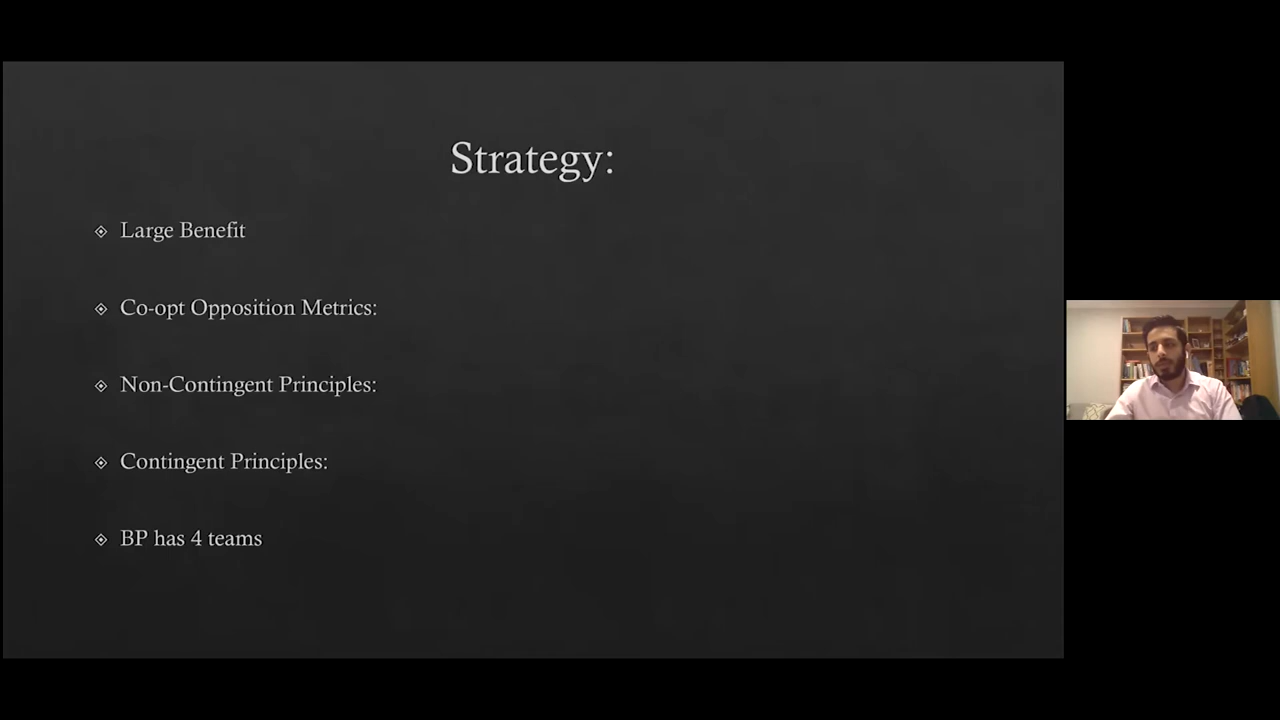 Strategy:
Large Benefit
Co-opt Opposition Metrics:
Non-Contingent Principles:
Contingent Principles:
BP has 4 teams